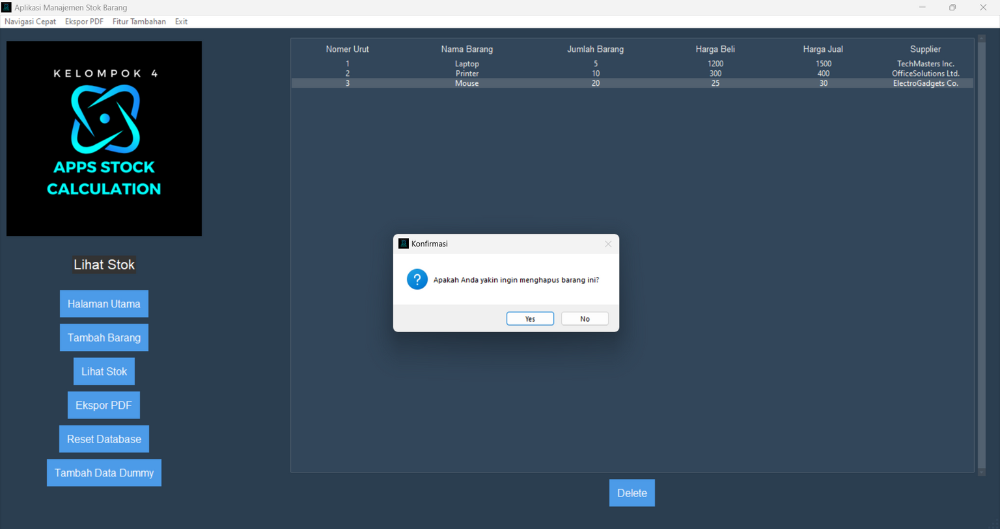 Aplikasi Manajemen Stok Barang
Navigasi Cepat Ekspor PDF Fitur Tambahan Exit
KELOMPOK 4
APPS STOCK
CALCULATION
Lihat Stok
Halaman Utama
Tambah Barang
Lihat Stok
Ekspor PDF
Reset Database
Tambah Data Dummy
Nomer Urut Nama Barang Jumlah Barang Harga Beli Harga Jual Supplier
1 Laptop 5 1200 1500 TechMasters Inc.
2 Printer 10 300 400 OfficeSolutions Ltd.
3 Mouse 20 25 30 ElectroGadgets Co.
Konfirmasi
Apakah Anda yakin ingin menghapus barang ini?
Yes No
Delete